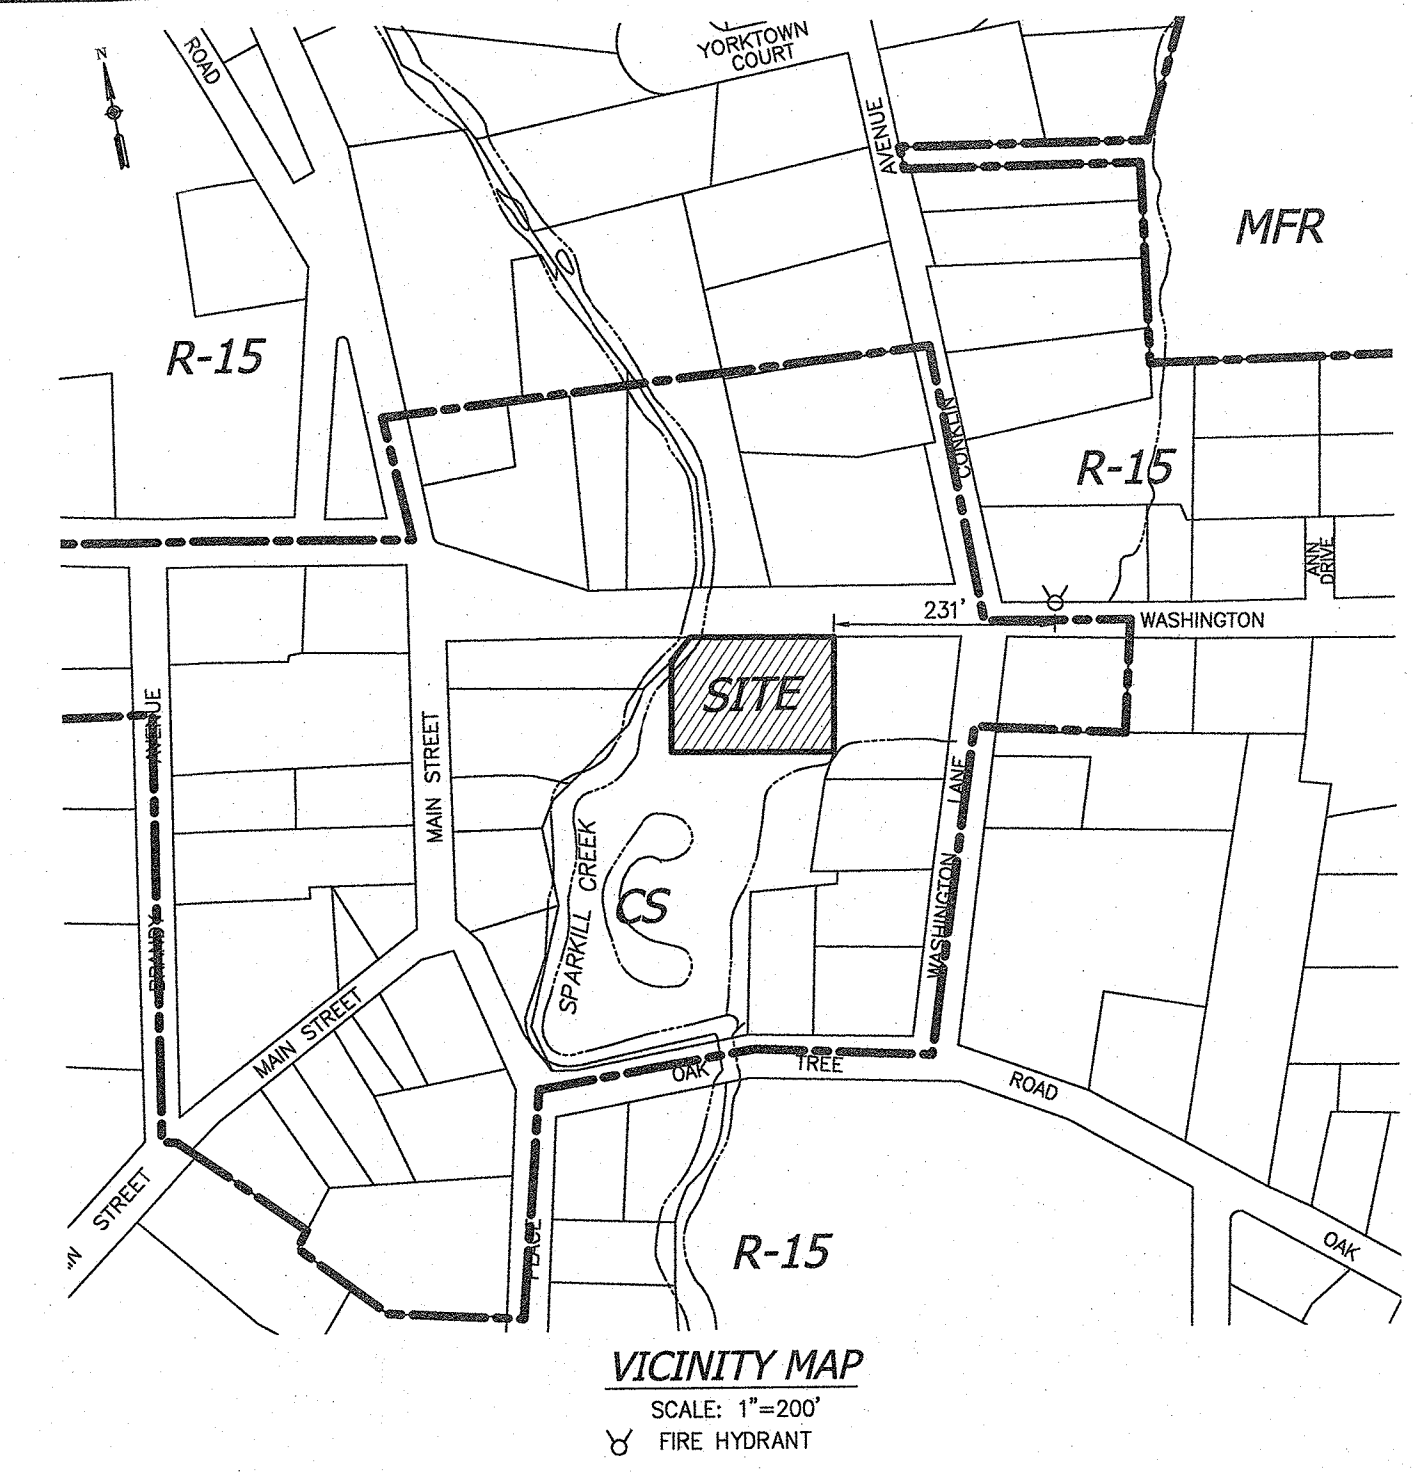 N
ROAD
YORKTOWN
COURT
AVENUE
MFR
R-15
CONKLIN
R-15
ANN
DRIVE
231'
WASHINGTON
SITE
AVENUE
MAIN STREET
LANE
SPARKILL CREEK
CS
WASHINGTON
BRANDY
MAIN STREET
OAK
TREE
ROAD
STREET
PLACE
R-15
OAK
VICINITY MAP
SCALE: 1"=200'
FIRE HYDRANT